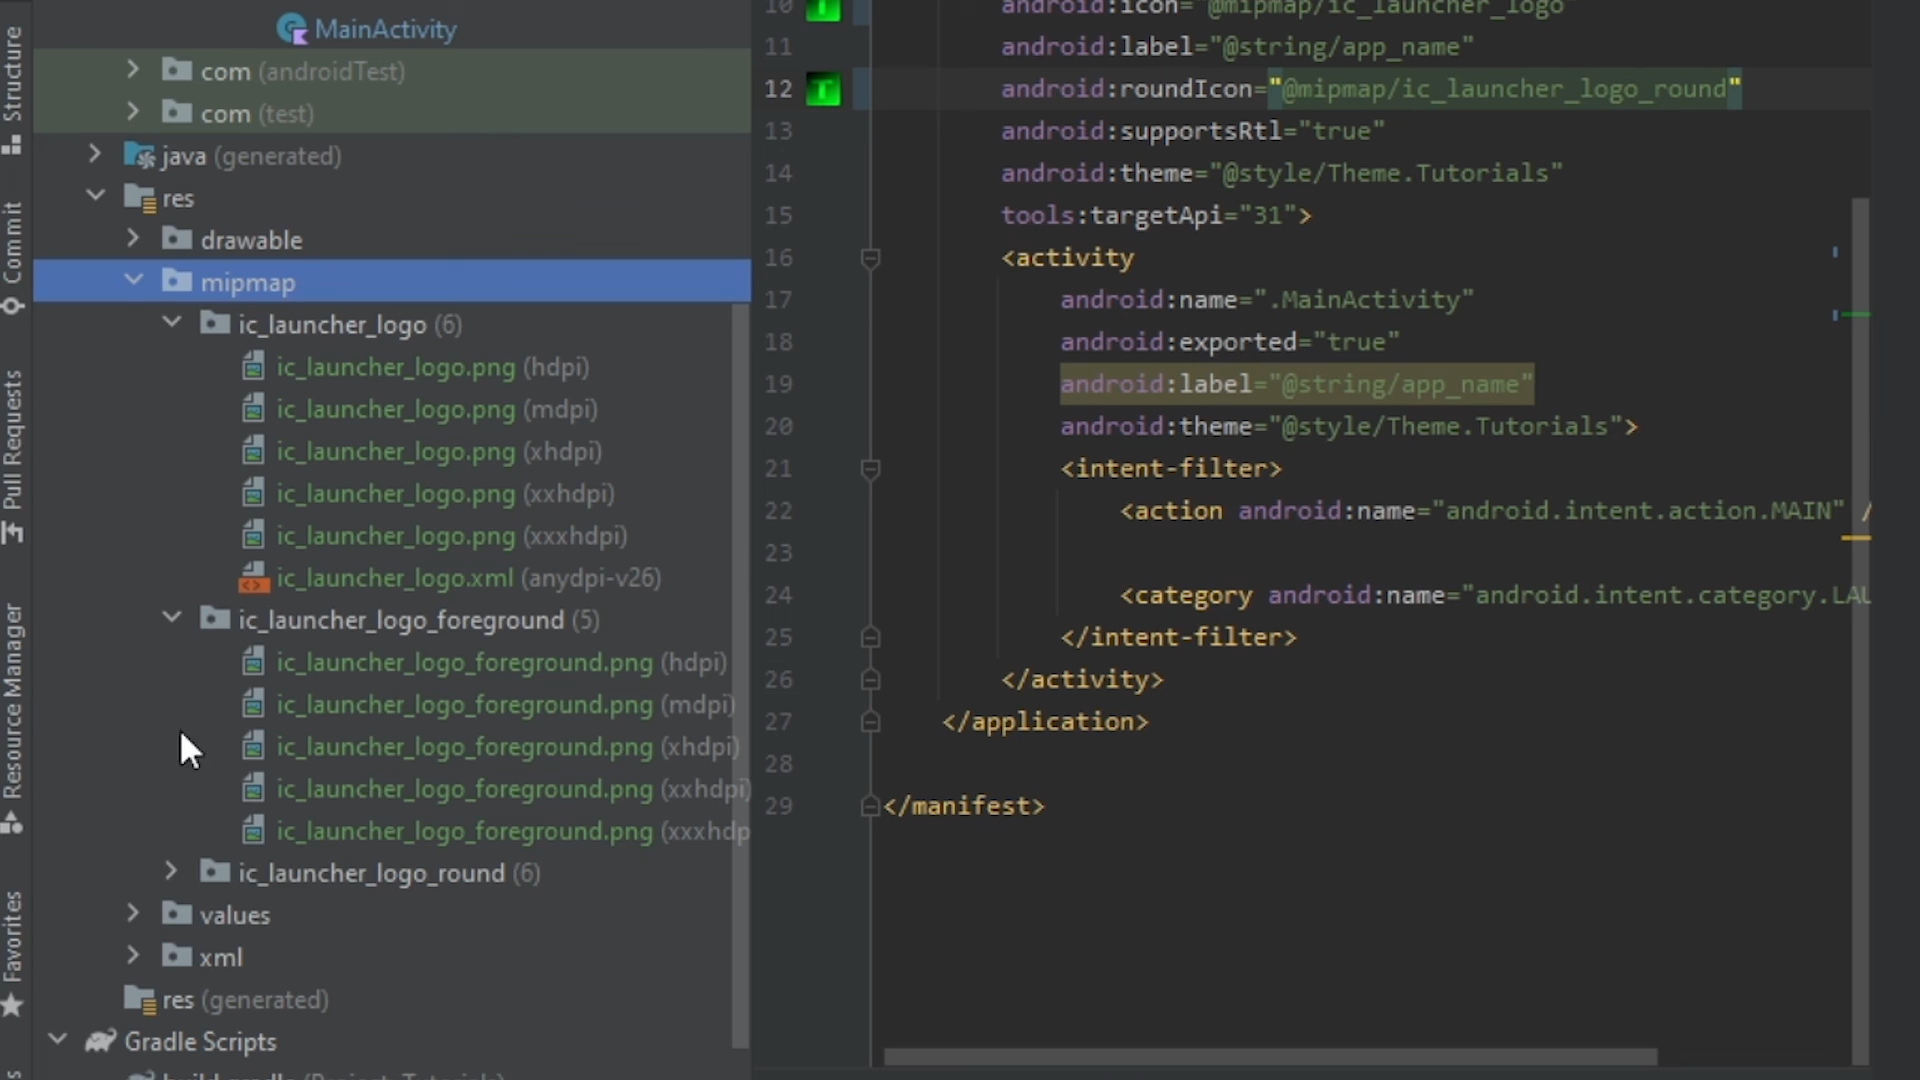 Structure
Commit
Pull Requests
Resource Manager
Favorites
MainActivity
com (androidTest)
com (test)
java (generated)
res
drawable
mipmap
ic_launcher_logo (6)
ic_launcher_logo.png (hdpi)
ic_launcher_logo.png (mdpi)
ic_launcher_logo.png (xhdpi)
ic_launcher_logo.png (xxhdpi)
ic_launcher_logo.png (xxxhdpi)
ic_launcher_logo.xml (anydpi-v26)
ic_launcher_logo_foreground (5)
ic_launcher_logo_foreground.png (hdpi)
ic_launcher_logo_foreground.png (mdpi)
ic_launcher_logo_foreground.png (xhdpi)
ic_launcher_logo_foreground.png (xxhdpi)
ic_launcher_logo_foreground.png (xxxhdp
ic_launcher_logo_round (6)
values
xml
res (generated)
Gradle Scripts
10 android:icon="@mipmap/ic_launcher_logo"
11 android:label="@string/app_name"
12 T android:roundIcon="@mipmap/ic_launcher_logo_round"
13 android:supportsRtl="true"
14 android:theme="@style/Theme.Tutorials"
15 tools:targetApi="31">
16 <activity
17 android:name=".MainActivity"
18 android:exported="true"
19 android:label="@string/app_name"
20 android:theme="@style/Theme.Tutorials">
21 <intent-filter>
22 <action android:name="android.intent.action.MAIN" /
23
24 <category android:name="android.intent.category.LAU
25 </intent-filter>
26 </activity>
27 </application>
28
29 </manifest>